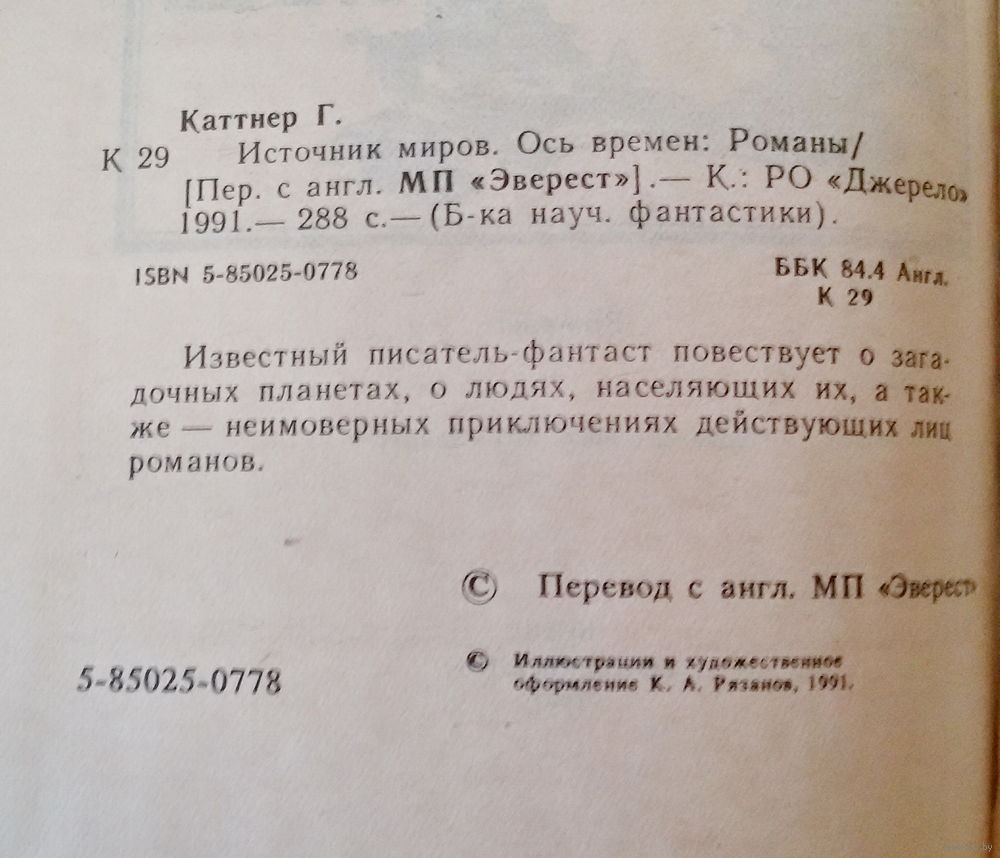 Каттнер Г.
К 29 Источник миров. Ось времен: Романы/
[Пер. с англ. МП «Эверест»].— К.: РО «Джерело»
1991.— 288 с.— (Б-ка науч. фантастики).
ISBN 5-85025-0778 ББК 84.4 Англ.
К 29
Известный писатель-фантаст повествует о зага-
дочных планетах, о людях, населяющих их, а так-
же — неимоверных приключениях действующих лиц
романов.
© Перевод с англ. МП «Эверест»
5-85025-0778
© Иллюстрации и художественное
оформление К. А. Рязанов, 1991.